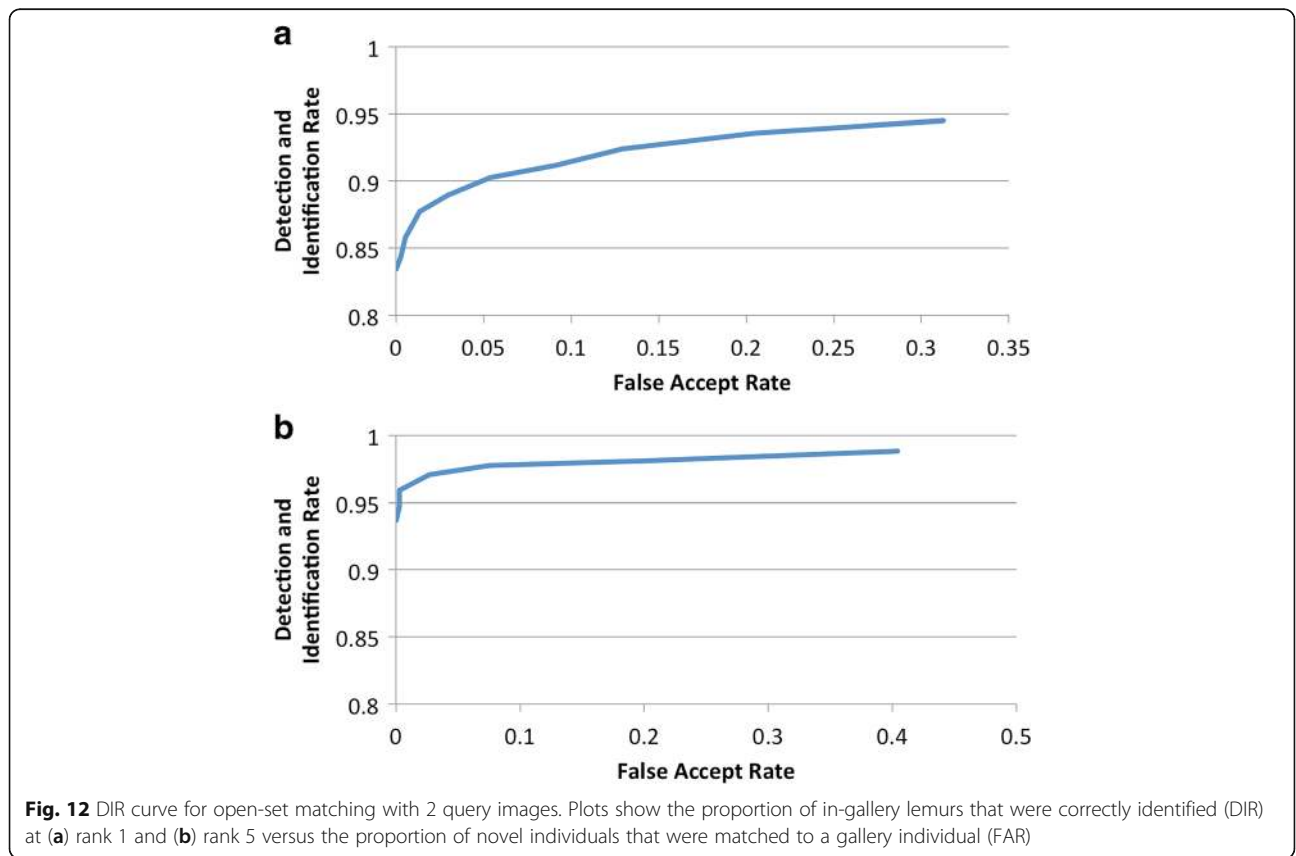 a
1
0.95
0.9
0.85
0.8
Detection and
Identification Rate
0
0.05
0.1
0.15
0.2
0.25
0.3
0.35
False Accept Rate
b
1
0.95
0.9
0.85
0.8
Detection and
Identification Rate
0
0.1
0.2
0.3
0.4
0.5
False Accept Rate
Fig. 12 DIR curve for open-set matching with 2 query images. Plots show the proportion of in-gallery lemurs that were correctly identified (DIR)
at (a) rank 1 and (b) rank 5 versus the proportion of novel individuals that were matched to a gallery individual (FAR)